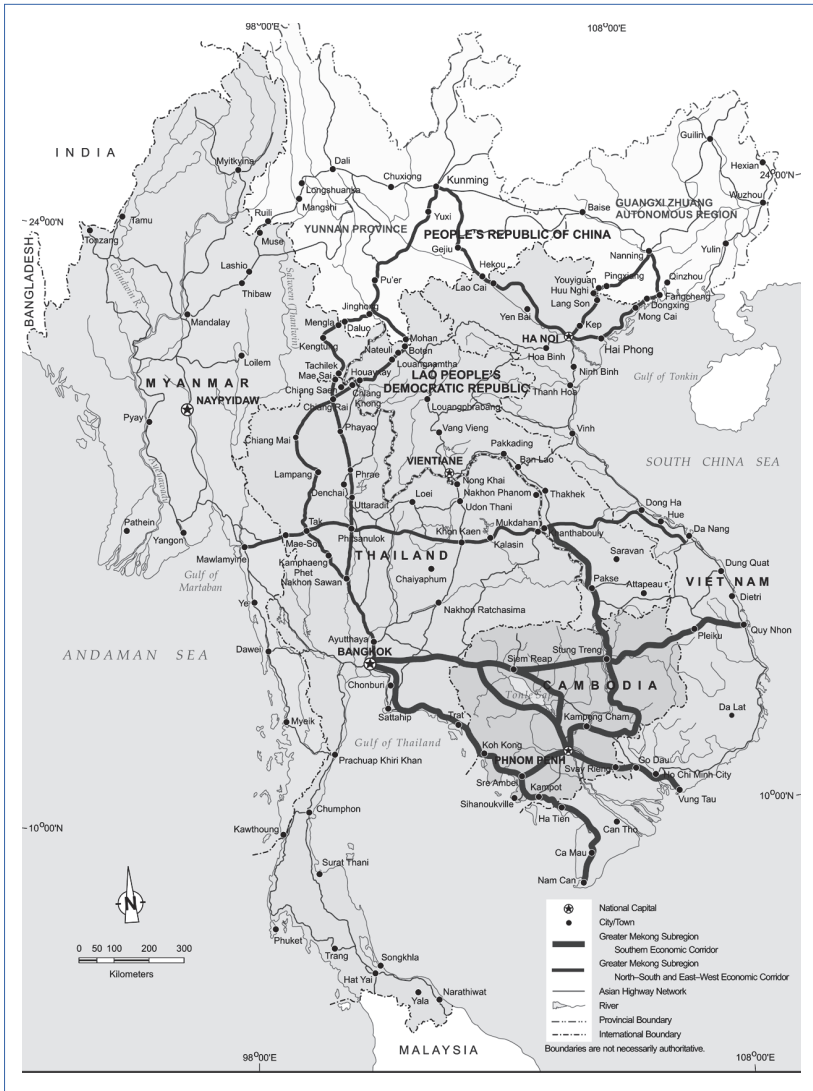 98°00'E
108°00'E
INDIA
Guilin
Hexian
24°00'N
Wuzhou
Myitkyina
Dali
Longshuanka
Mangshi
Chuxiong
Kunming
Baise
GUANGXI ZHUANG
AUTONOMOUS REGION
24°00'N
Tamu
Tonzang
Ruili
Muse
YUNNAN PROVINCE
Yuxi
PEOPLE'S REPUBLIC OF CHINA
Gejiu
Nanning
Yulin
BANGLADESH
Chindwin R.
Lashio
Thibaw
Salween (Thanlwin)
Pu'er
Hekou
Lao Cai
Youyiguan
Pingxiang
Huu Nghi
Lang Son
Qinzhou
Fangcheng
Dongxing
Mong Cai
Mandalay
Jinghong
Mengla
Daluo
Yen Bai
Kep
Kengtung
Mohan
Nateuli
Boten
HA NOI
Hai Phong
Hoa Binh
Loilem
Louangnamtha
Tachilek
Houayxay
Mae Sai
LAO PEOPLE'S
DEMOCRATIC REPUBLIC
Ninh Binh
Gulf of Tonkin
MYANMAR
NAYPYIDAW
Chiang Saen
Chiang
Khong
Chiang Rai
Thanh Hoa
Louangphrabang
Pyay
Irrawaddy
Phayao
Chiang Mai
Vang Vieng
Vinh
Pakkading
Ban Lao
SOUTH CHINA SEA
VIENTIANE
Lampang
Phrae
Nong Khai
Denchai
Loei
Nakhon Phanom
Thakhek
Uttaradit
Udon Thani
Dong Ha
Hue
Pathein
Yangon
Tak
Mukdahan
Khanthabouly
Da Nang
Mae-Sot
Phitsanulok
Khon Kaen
Kalasin
Mawlamyine
THAILAND
Saravan
Kamphaeng
Phet
Dung Quat
Gulf of
Martaban
Nakhon Sawan
Chaiyaphum
Pakse
Attapeau
VIET NAM
Dietri
Ye
Nakhon Ratchasima
Quy Nhon
Pleiku
Ayutthaya
Stung Treng
ANDAMAN SEA
Dawei
BANGKOK
Siem Reap
CAMBODIA
Chonburi
Tonle Sap
Sattahip
Trat
Kampong Cham
Da Lat
Myeik
Gulf of Thailand
Koh Kong
PHNOM PENH
Prachuap Khiri Khan
Svay Rieng
Go Dau
Ho Chi Minh City
Sre Ambel
Kampot
Vung Tau
Sihanoukville
10°00'N
Chumphon
Ha Tien
Can Tho
10°00'N
Kawthoung
Ca Mau
Surat Thani
Nam Can
N
National Capital
City/Town
Greater Mekong Subregion
Southern Economic Corridor
Greater Mekong Subregion
North–South and East–West Economic Corridor
Asian Highway Network
River
Provincial Boundary
International Boundary
Boundaries are not necessarily authoritative.
Phuket
0 50 100 200 300
Kilometers
Trang
Songkhla
Hat Yai
Yala
Narathiwat
MALAYSIA
98°00'E
108°00'E